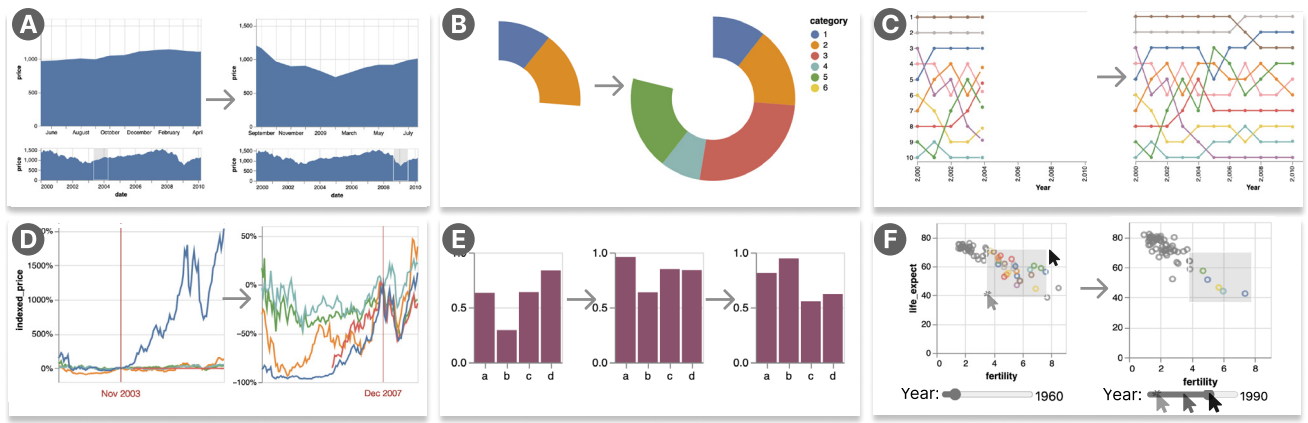 A
price
1,500
1,000
500
0
June August October December February April
price
1,500
1,000
500
0
2000 2002 2004 2006 2008 2010
date
price
1,500
1,000
500
0
September November 2009 March May July
price
1,500
1,000
500
0
2000 2002 2004 2006 2008 2010
date
B
category
1
2
3
4
5
6
C
1
2
3
4
5
6
7
8
9
10
2,000 2,002 2,004 2,006 2,008 2,010
Year
2,000 2,002 2,004 2,006 2,008 2,010
Year
D
indexed_price
1500%
1000%
500%
0%
Nov 2003
50%
0%
−50%
−100%
Dec 2007
E
0.5
0.0
a b c d
1.0
0.5
0.0
a b c d
1.0
0.5
0.0
a b c d
F
life_expect
80
60
40
20
0
0 2 4 6 8
fertility
Year: 1960
80
60
40
20
0
0 2 4 6 8
fertility
Year: 1990